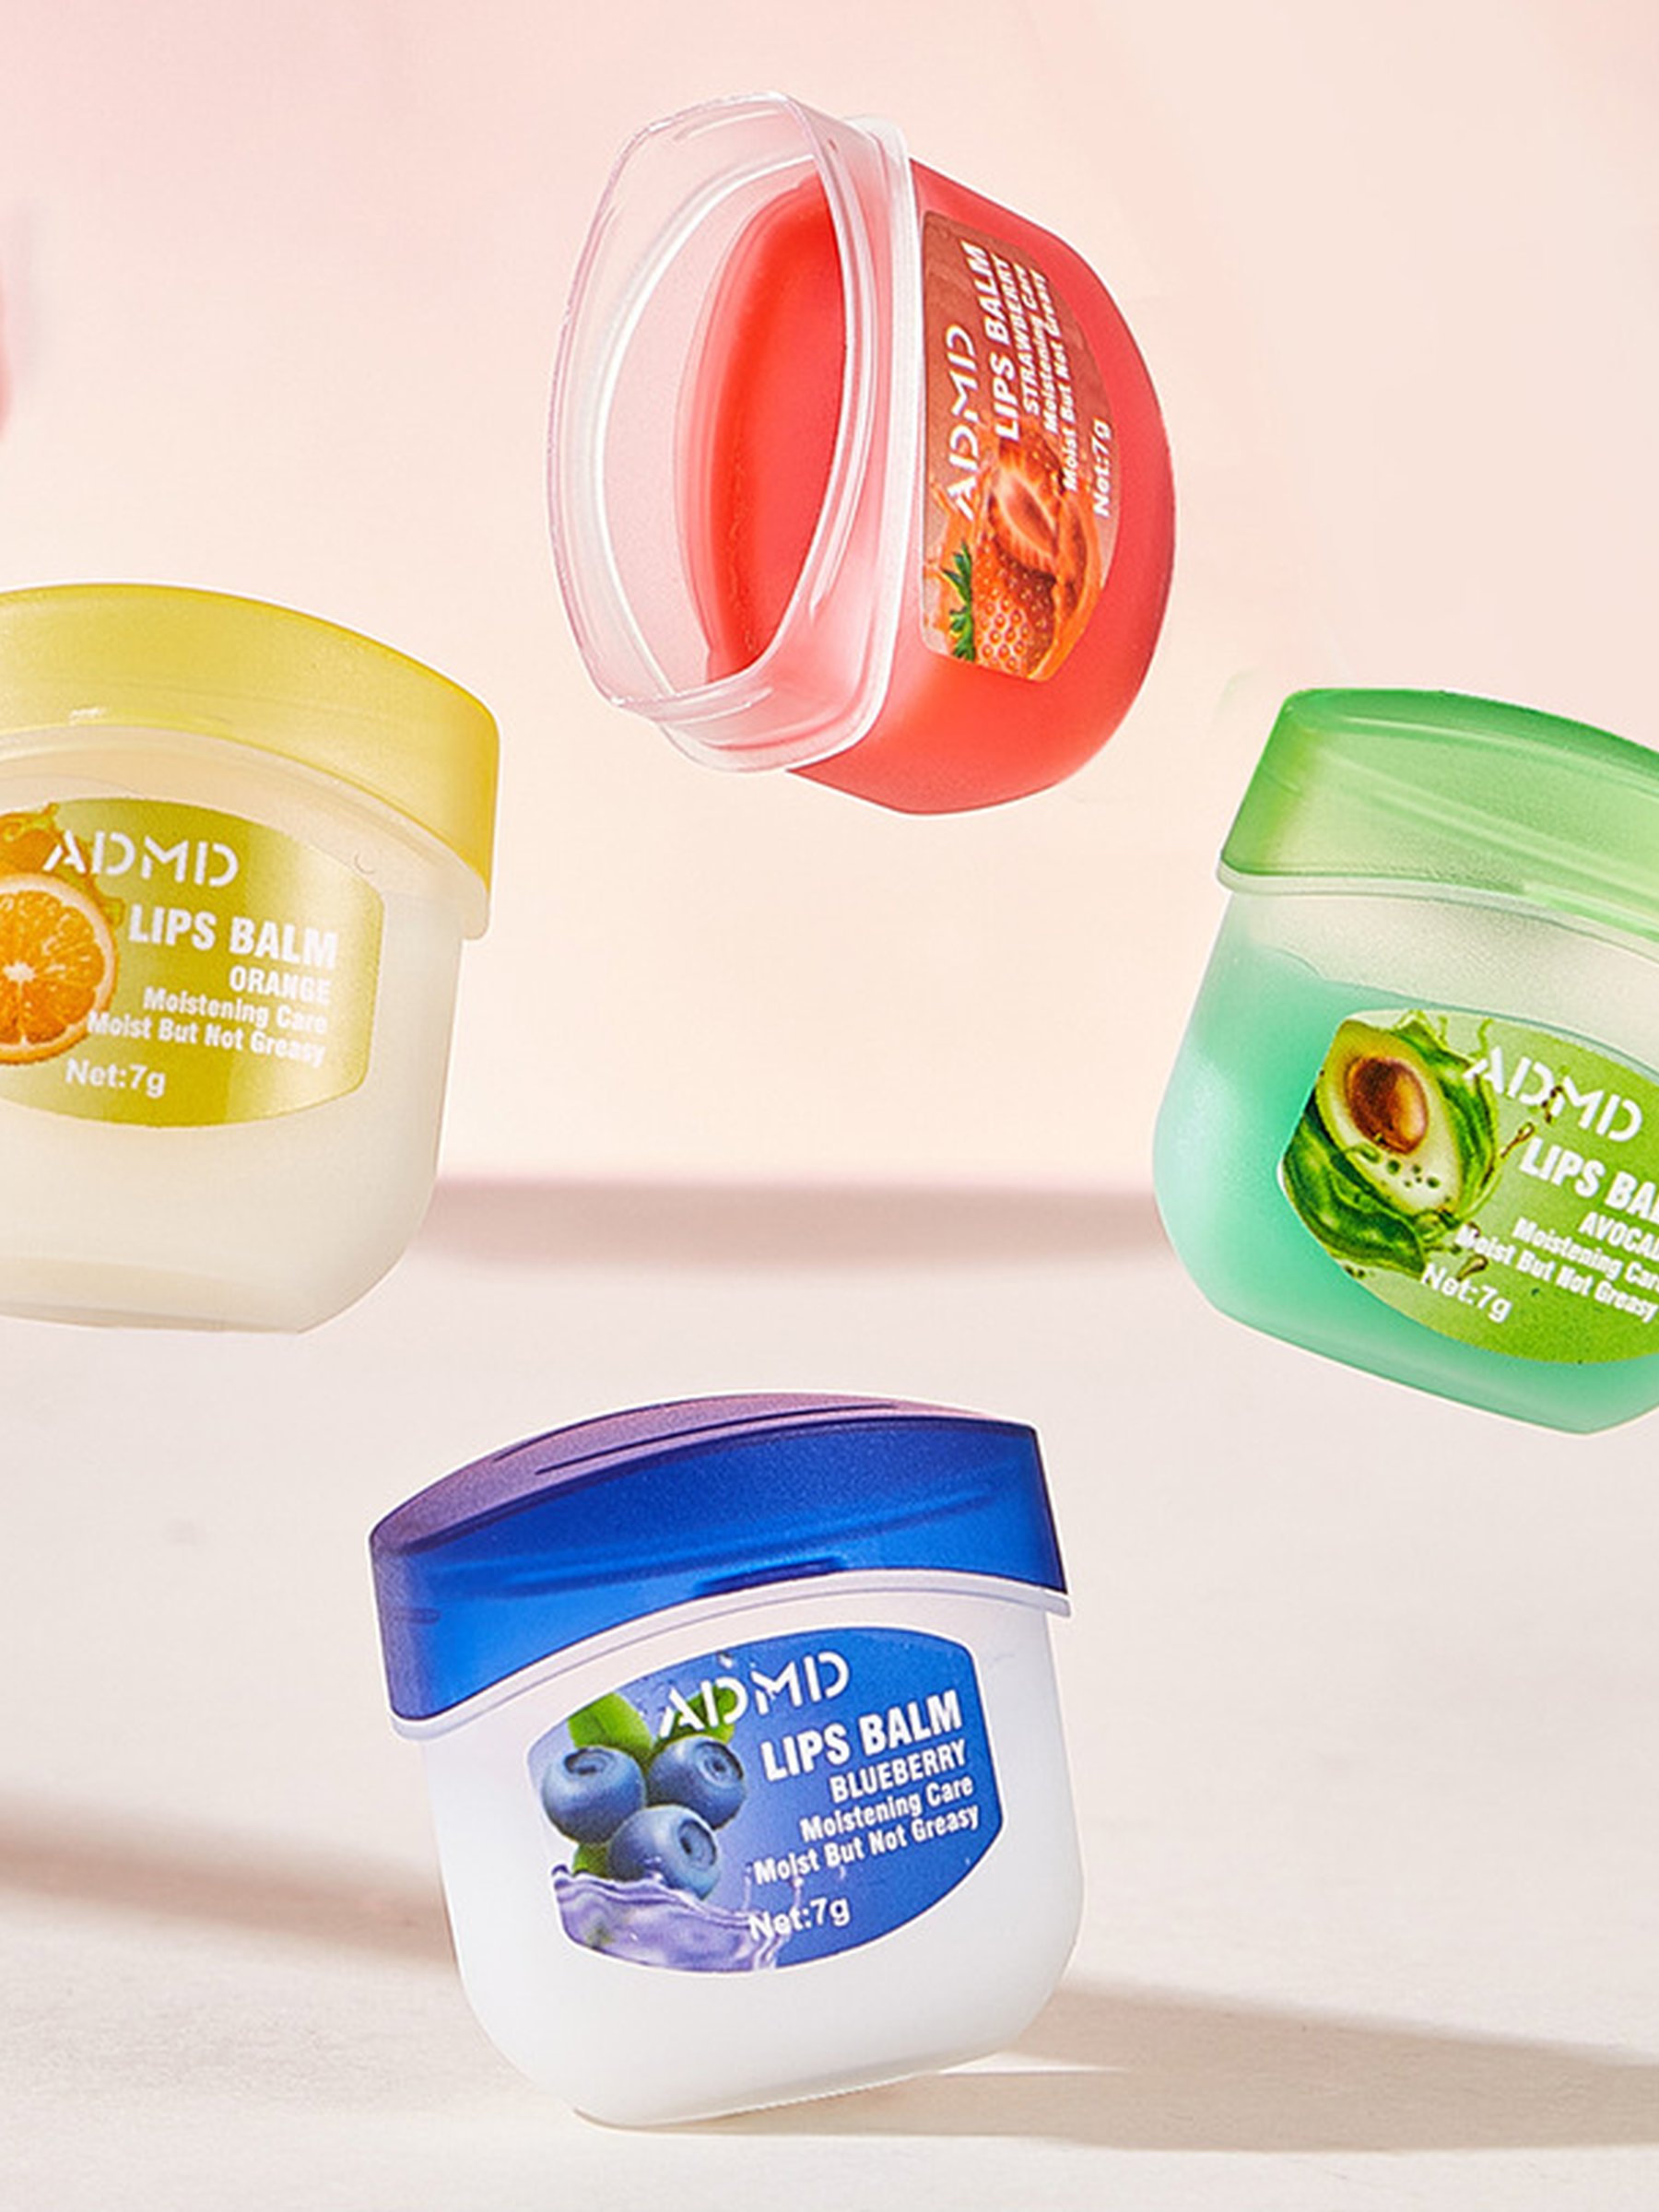 ADMD
LIPS BALM
STRAWBERRY
Moistening Care
Moist But Not Greasy
Net:7g
ADMD
LIPS BALM
ORANGE
Moistening Care
Moist But Not Greasy
Net:7g
ADMD
LIPS BA
AVOCA
Moistening Car
Moist But Not Greasy
Net:7g
ADMD
LIPS BALM
BLUEBERRY
Moistening Care
Moist But Not Greasy
Net:7g